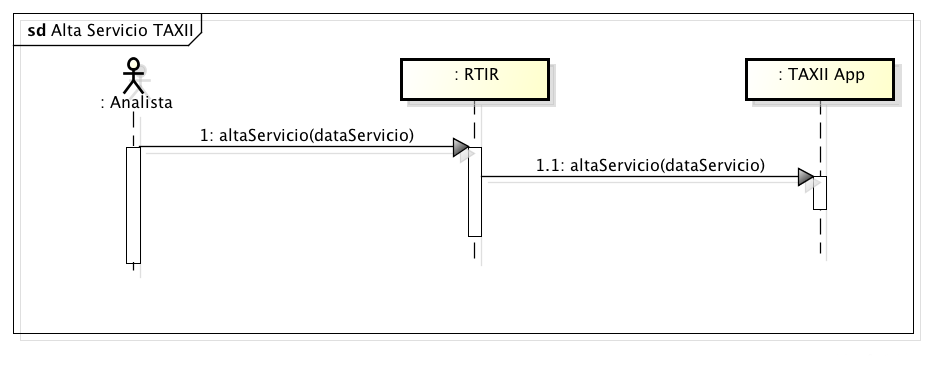 sd Alta Servicio TAXII
: Analista
: RTIR
: TAXII App
1: altaServicio(dataServicio)
1.1: altaServicio(dataServicio)